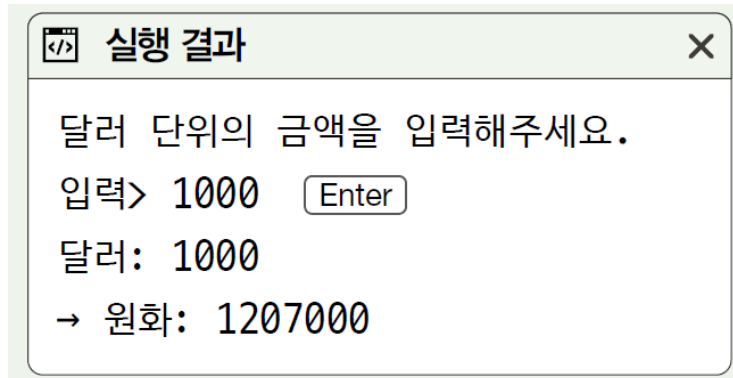 실행 결과
달러 단위의 금액을 입력해주세요.
입력> 1000 Enter
달러: 1000
→ 원화: 1207000